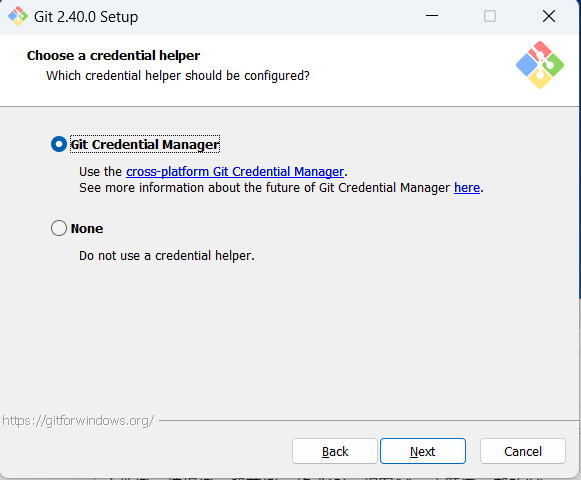 Git 2.40.0 Setup
Choose a credential helper
Which credential helper should be configured?
Git Credential Manager
Use the cross-platform Git Credential Manager.
See more information about the future of Git Credential Manager here.
None
Do not use a credential helper.
https://gitforwindows.org/
Back Next Cancel